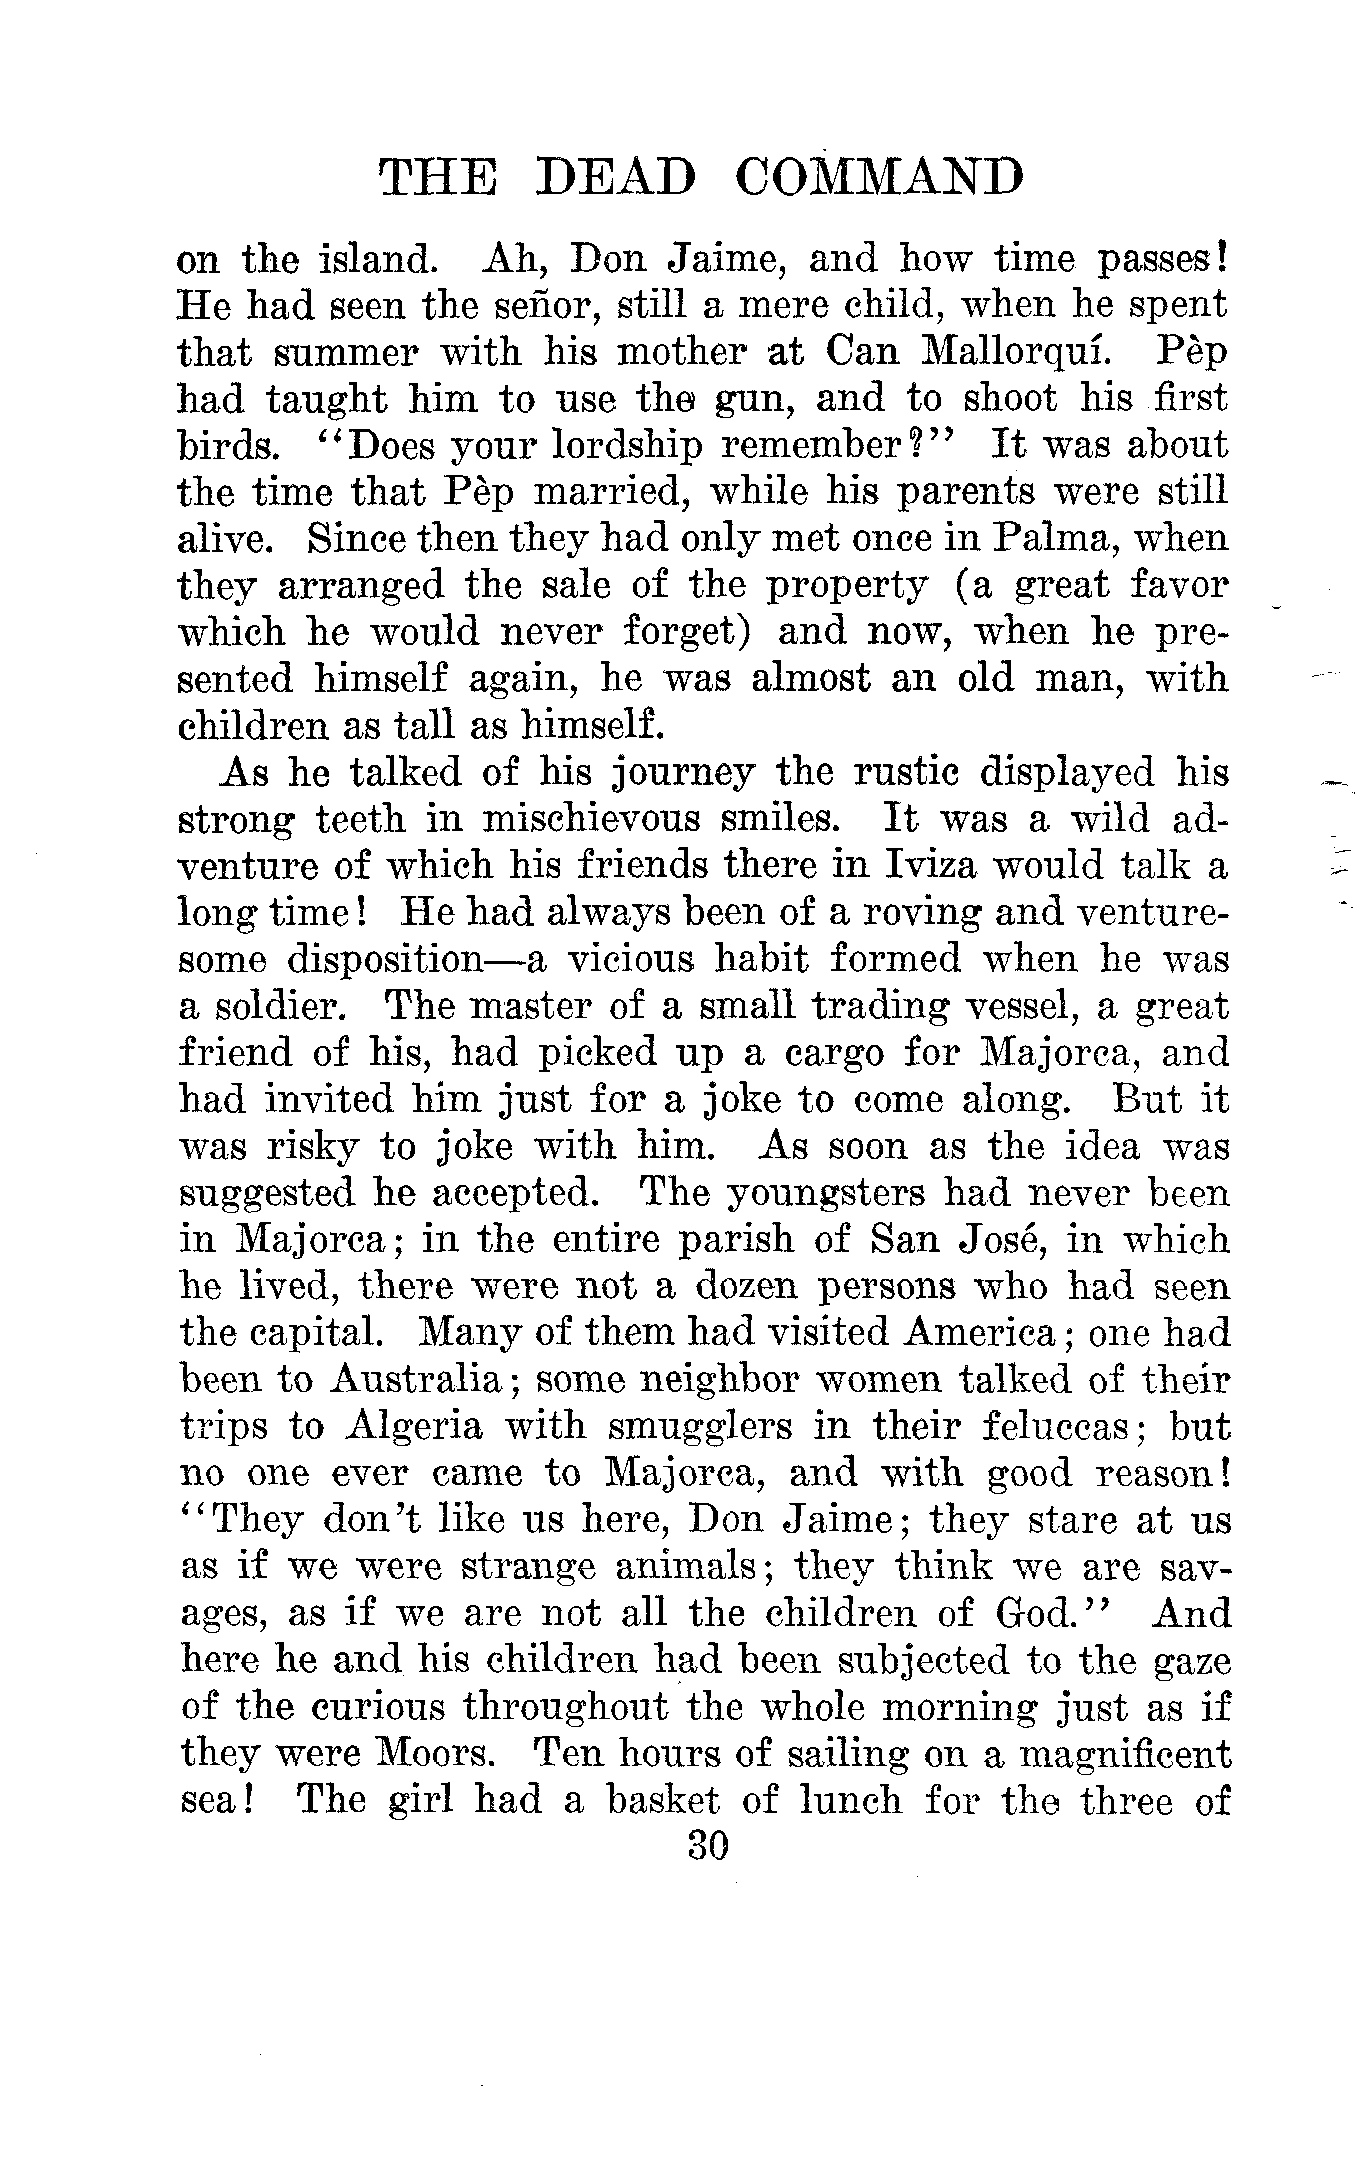 THE DEAD COMMAND
on the island. Ah, Don Jaime, and how time passes!
He had seen the señor, still a mere child, when he spent
that summer with his mother at Can Mallorquí. Pèp
had taught him to use the gun, and to shoot his first
birds. “Does your lordship remember?” It was about
the time that Pèp married, while his parents were still
alive. Since then they had only met once in Palma, when
they arranged the sale of the property (a great favor
which he would never forget) and now, when he pre-
sented himself again, he was almost an old man, with
children as tall as himself.
As he talked of his journey the rustic displayed his
strong teeth in mischievous smiles. It was a wild ad-
venture of which his friends there in Iviza would talk a
long time! He had always been of a roving and venture-
some disposition—a vicious habit formed when he was
a soldier. The master of a small trading vessel, a great
friend of his, had picked up a cargo for Majorca, and
had invited him just for a joke to come along. But it
was risky to joke with him. As soon as the idea was
suggested he accepted. The youngsters had never been
in Majorca; in the entire parish of San José, in which
he lived, there were not a dozen persons who had seen
the capital. Many of them had visited America; one had
been to Australia; some neighbor women talked of their
trips to Algeria with smugglers in their feluccas; but
no one ever came to Majorca, and with good reason!
“They don’t like us here, Don Jaime; they stare at us
as if we were strange animals; they think we are sav-
ages, as if we are not all the children of God.” And
here he and his children had been subjected to the gaze
of the curious throughout the whole morning just as if
they were Moors. Ten hours of sailing on a magnificent
sea! The girl had a basket of lunch for the three of
30